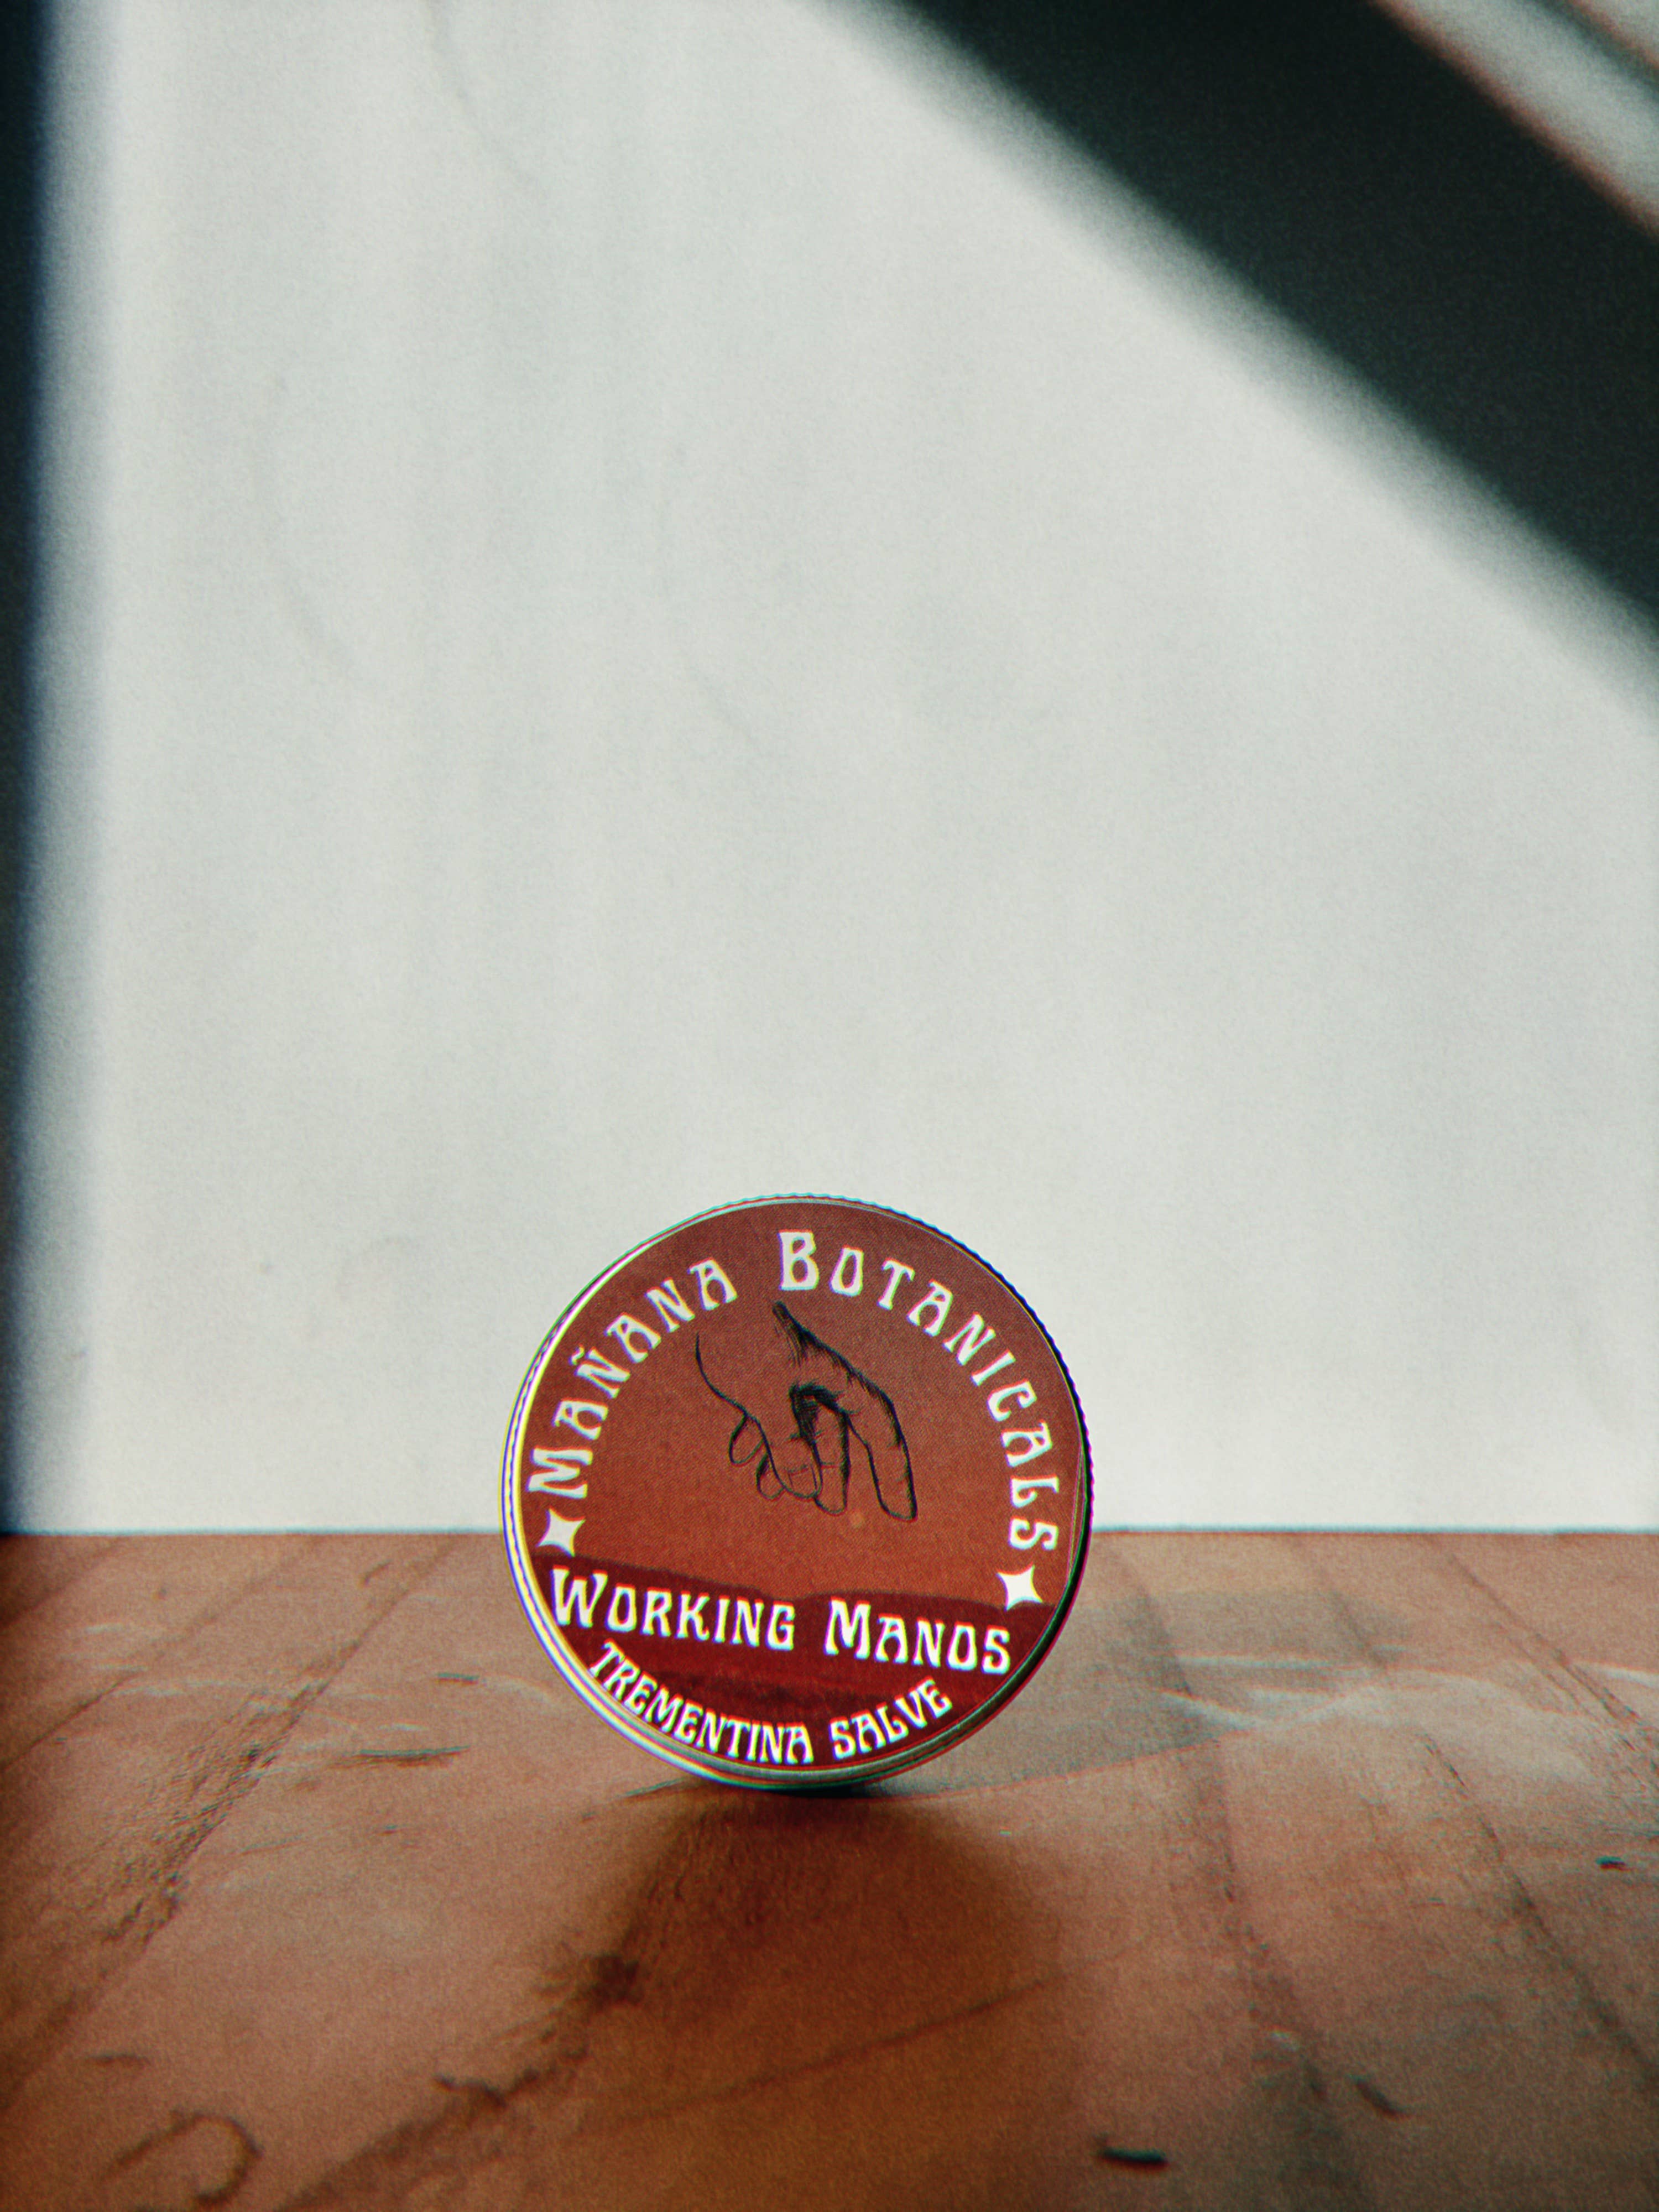 MAÑANA BOTANICALS
WORKING MANOS
TREMENTINA SALVE